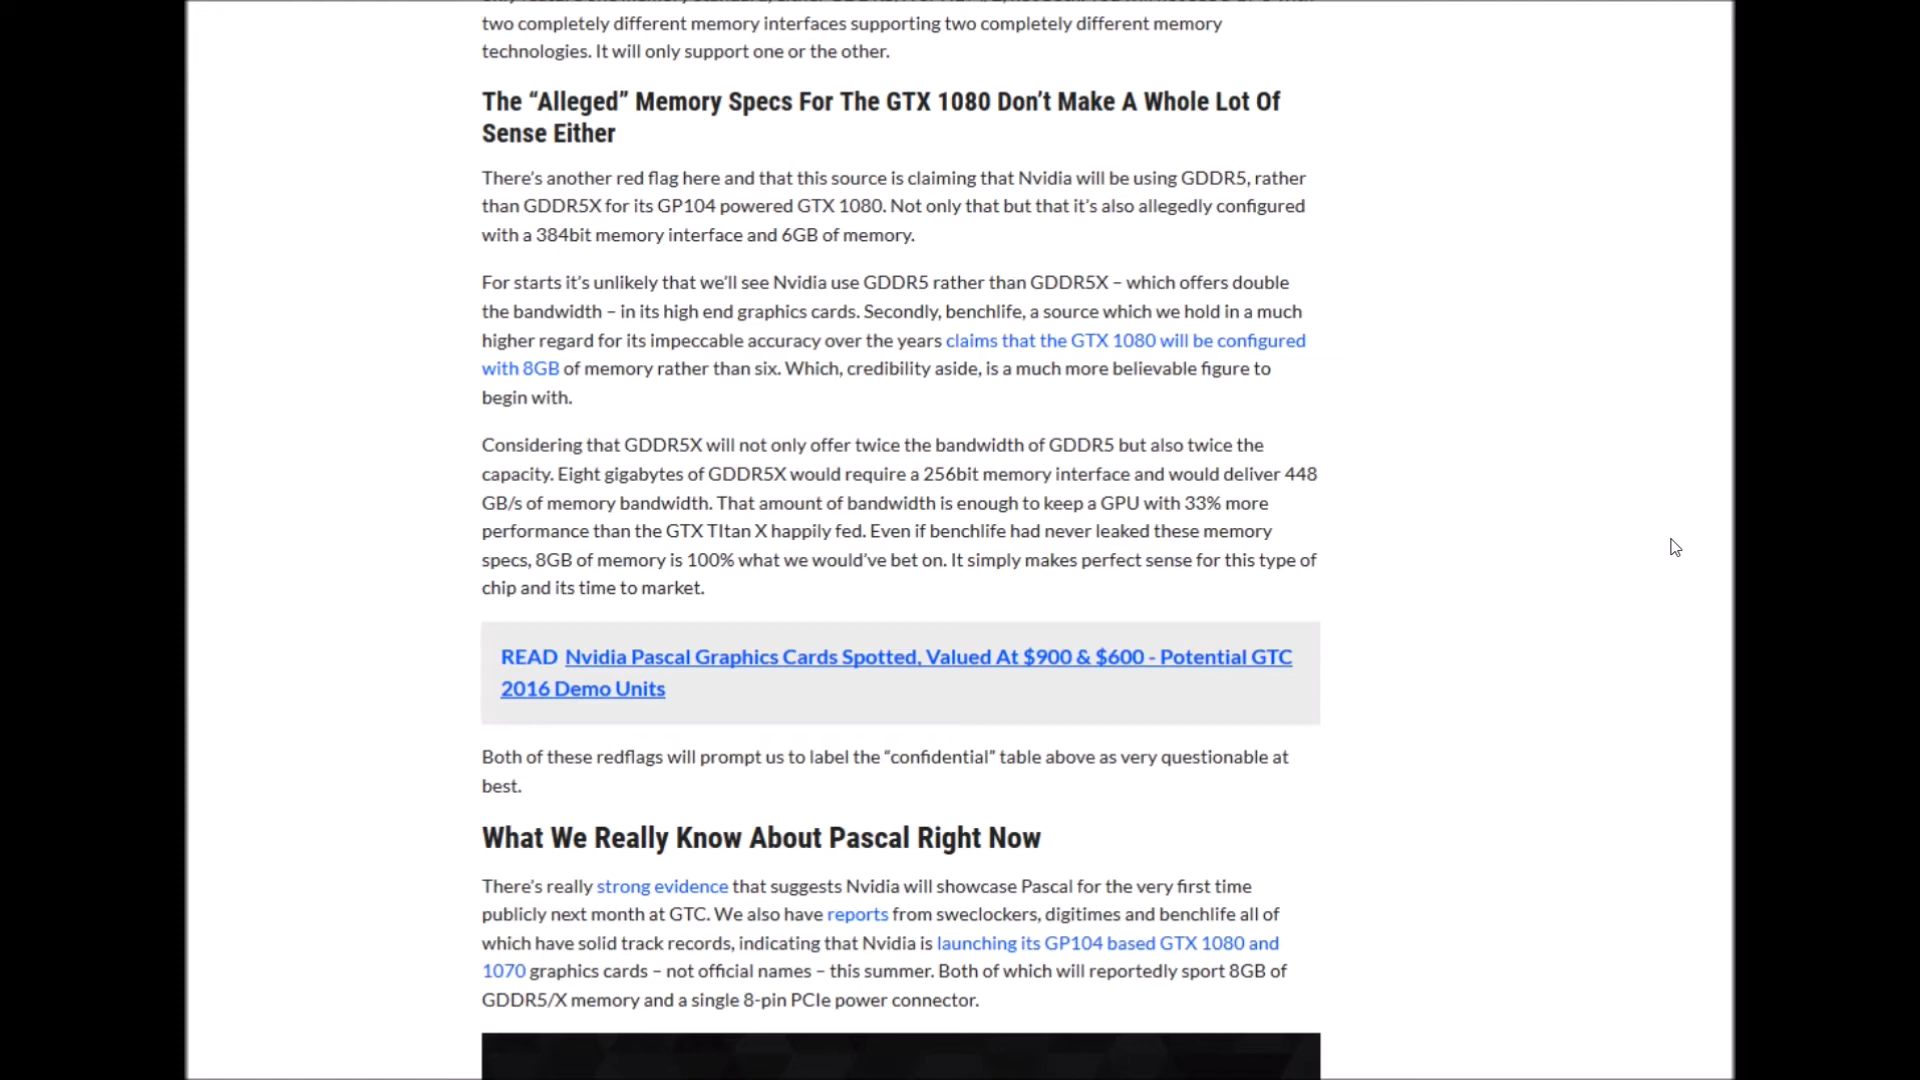 two completely different memory interfaces supporting two completely different memory
technologies. It will only support one or the other.
The “Alleged” Memory Specs For The GTX 1080 Don’t Make A Whole Lot Of
Sense Either
There’s another red flag here and that this source is claiming that Nvidia will be using GDDR5, rather
than GDDR5X for its GP104 powered GTX 1080. Not only that but that it’s also allegedly configured
with a 384bit memory interface and 6GB of memory.
For starts it’s unlikely that we’ll see Nvidia use GDDR5 rather than GDDR5X – which offers double
the bandwidth – in its high end graphics cards. Secondly, benchlife, a source which we hold in a much
higher regard for its impeccable accuracy over the years claims that the GTX 1080 will be configured
with 8GB of memory rather than six. Which, credibility aside, is a much more believable figure to
begin with.
Considering that GDDR5X will not only offer twice the bandwidth of GDDR5 but also twice the
capacity. Eight gigabytes of GDDR5X would require a 256bit memory interface and would deliver 448
GB/s of memory bandwidth. That amount of bandwidth is enough to keep a GPU with 33% more
performance than the GTX TItan X happily fed. Even if benchlife had never leaked these memory
specs, 8GB of memory is 100% what we would’ve bet on. It simply makes perfect sense for this type of
chip and its time to market.
READ Nvidia Pascal Graphics Cards Spotted, Valued At $900 & $600 - Potential GTC
2016 Demo Units
Both of these redflags will prompt us to label the “confidential” table above as very questionable at
best.
What We Really Know About Pascal Right Now
There’s really strong evidence that suggests Nvidia will showcase Pascal for the very first time
publicly next month at GTC. We also have reports from sweclockers, digitimes and benchlife all of
which have solid track records, indicating that Nvidia is launching its GP104 based GTX 1080 and
1070 graphics cards – not official names – this summer. Both of which will reportedly sport 8GB of
GDDR5/X memory and a single 8-pin PCIe power connector.